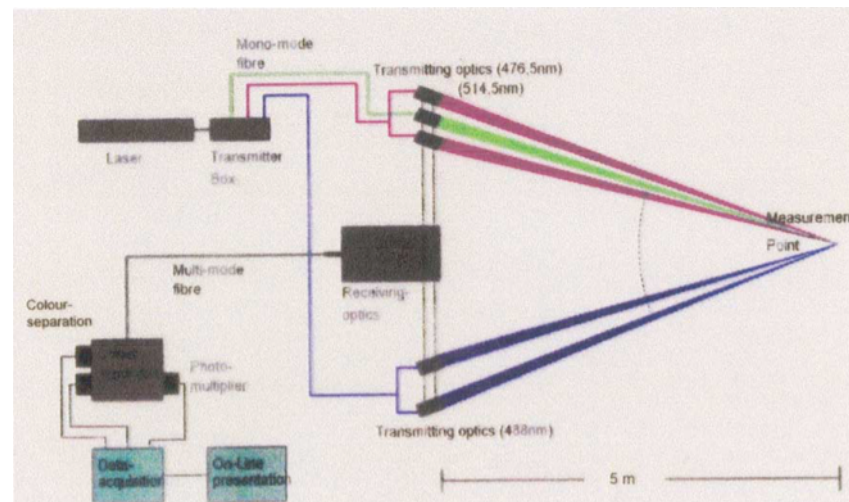 Mono-mode
fibre
Transmitting optics (476,5nm)
(514,5nm)
Laser
Transmitter
Box
Measurement
Point
Multi-mode
fibre
Receiving-
optics
Colour-
separation
Photo-
multiplier
Transmitting optics (488nm)
Data-
acquisition
On-Line
presentation
5 m